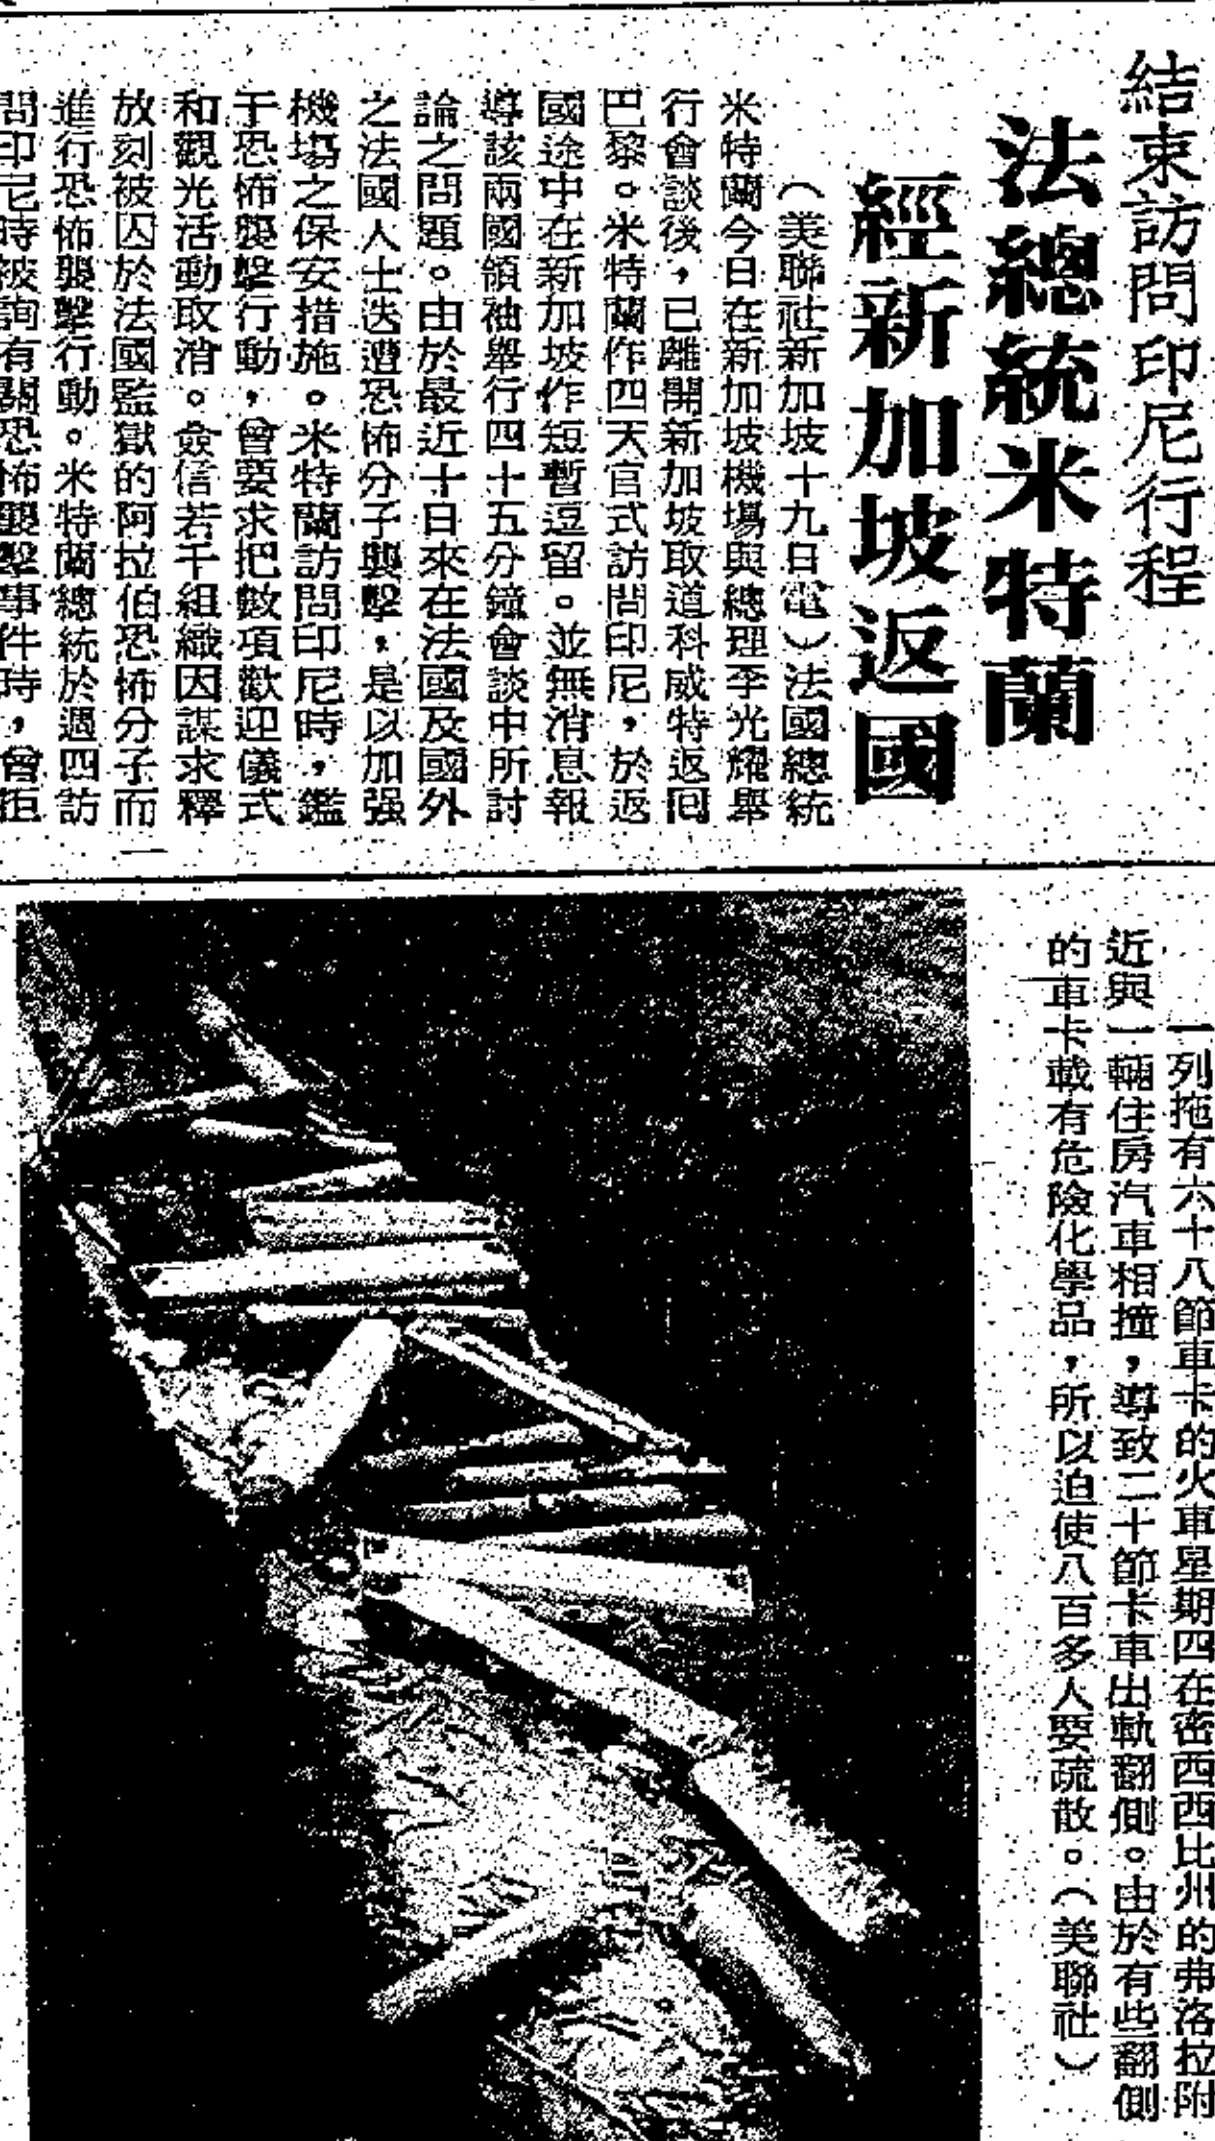 結束訪問印尼行程
法總統米特蘭
經新加坡返國
（美聯社新加坡十九日電）法國總統
米特蘭今日在新加坡機場與總理李光耀舉
行會談後，已離開新加坡取道科威特返囘
巴黎。米特蘭作四天官式訪問印尼，於返
國途中在新加坡作短暫逗留。並無消息報
導該兩國領袖舉行四十五分鐘會談中所討
論之問題。由於最近十日來在法國及國外
之法國人士迭遭恐怖分子襲擊，是以加强
機場之保安措施。米特蘭訪問印尼時，鑑
于恐怖襲擊行動，曾要求把數項歡迎儀式
和觀光活動取消。僉信若干組織因謀求釋
放刻被囚於法國監獄的阿拉伯恐怖分子而
進行恐怖襲擊行動。米特蘭總統於週四訪
問印尼時被詢有關恐怖襲擊事件時，曾拒
一列拖有六十八節車卡的火車星期四在密西西比州的弗洛拉附
近與一輛住房汽車相撞，導致二十節卡車出軌翻側。由於有些翻側
的車卡載有危險化學品，所以迫使八百多人要疏散。（美聯社）